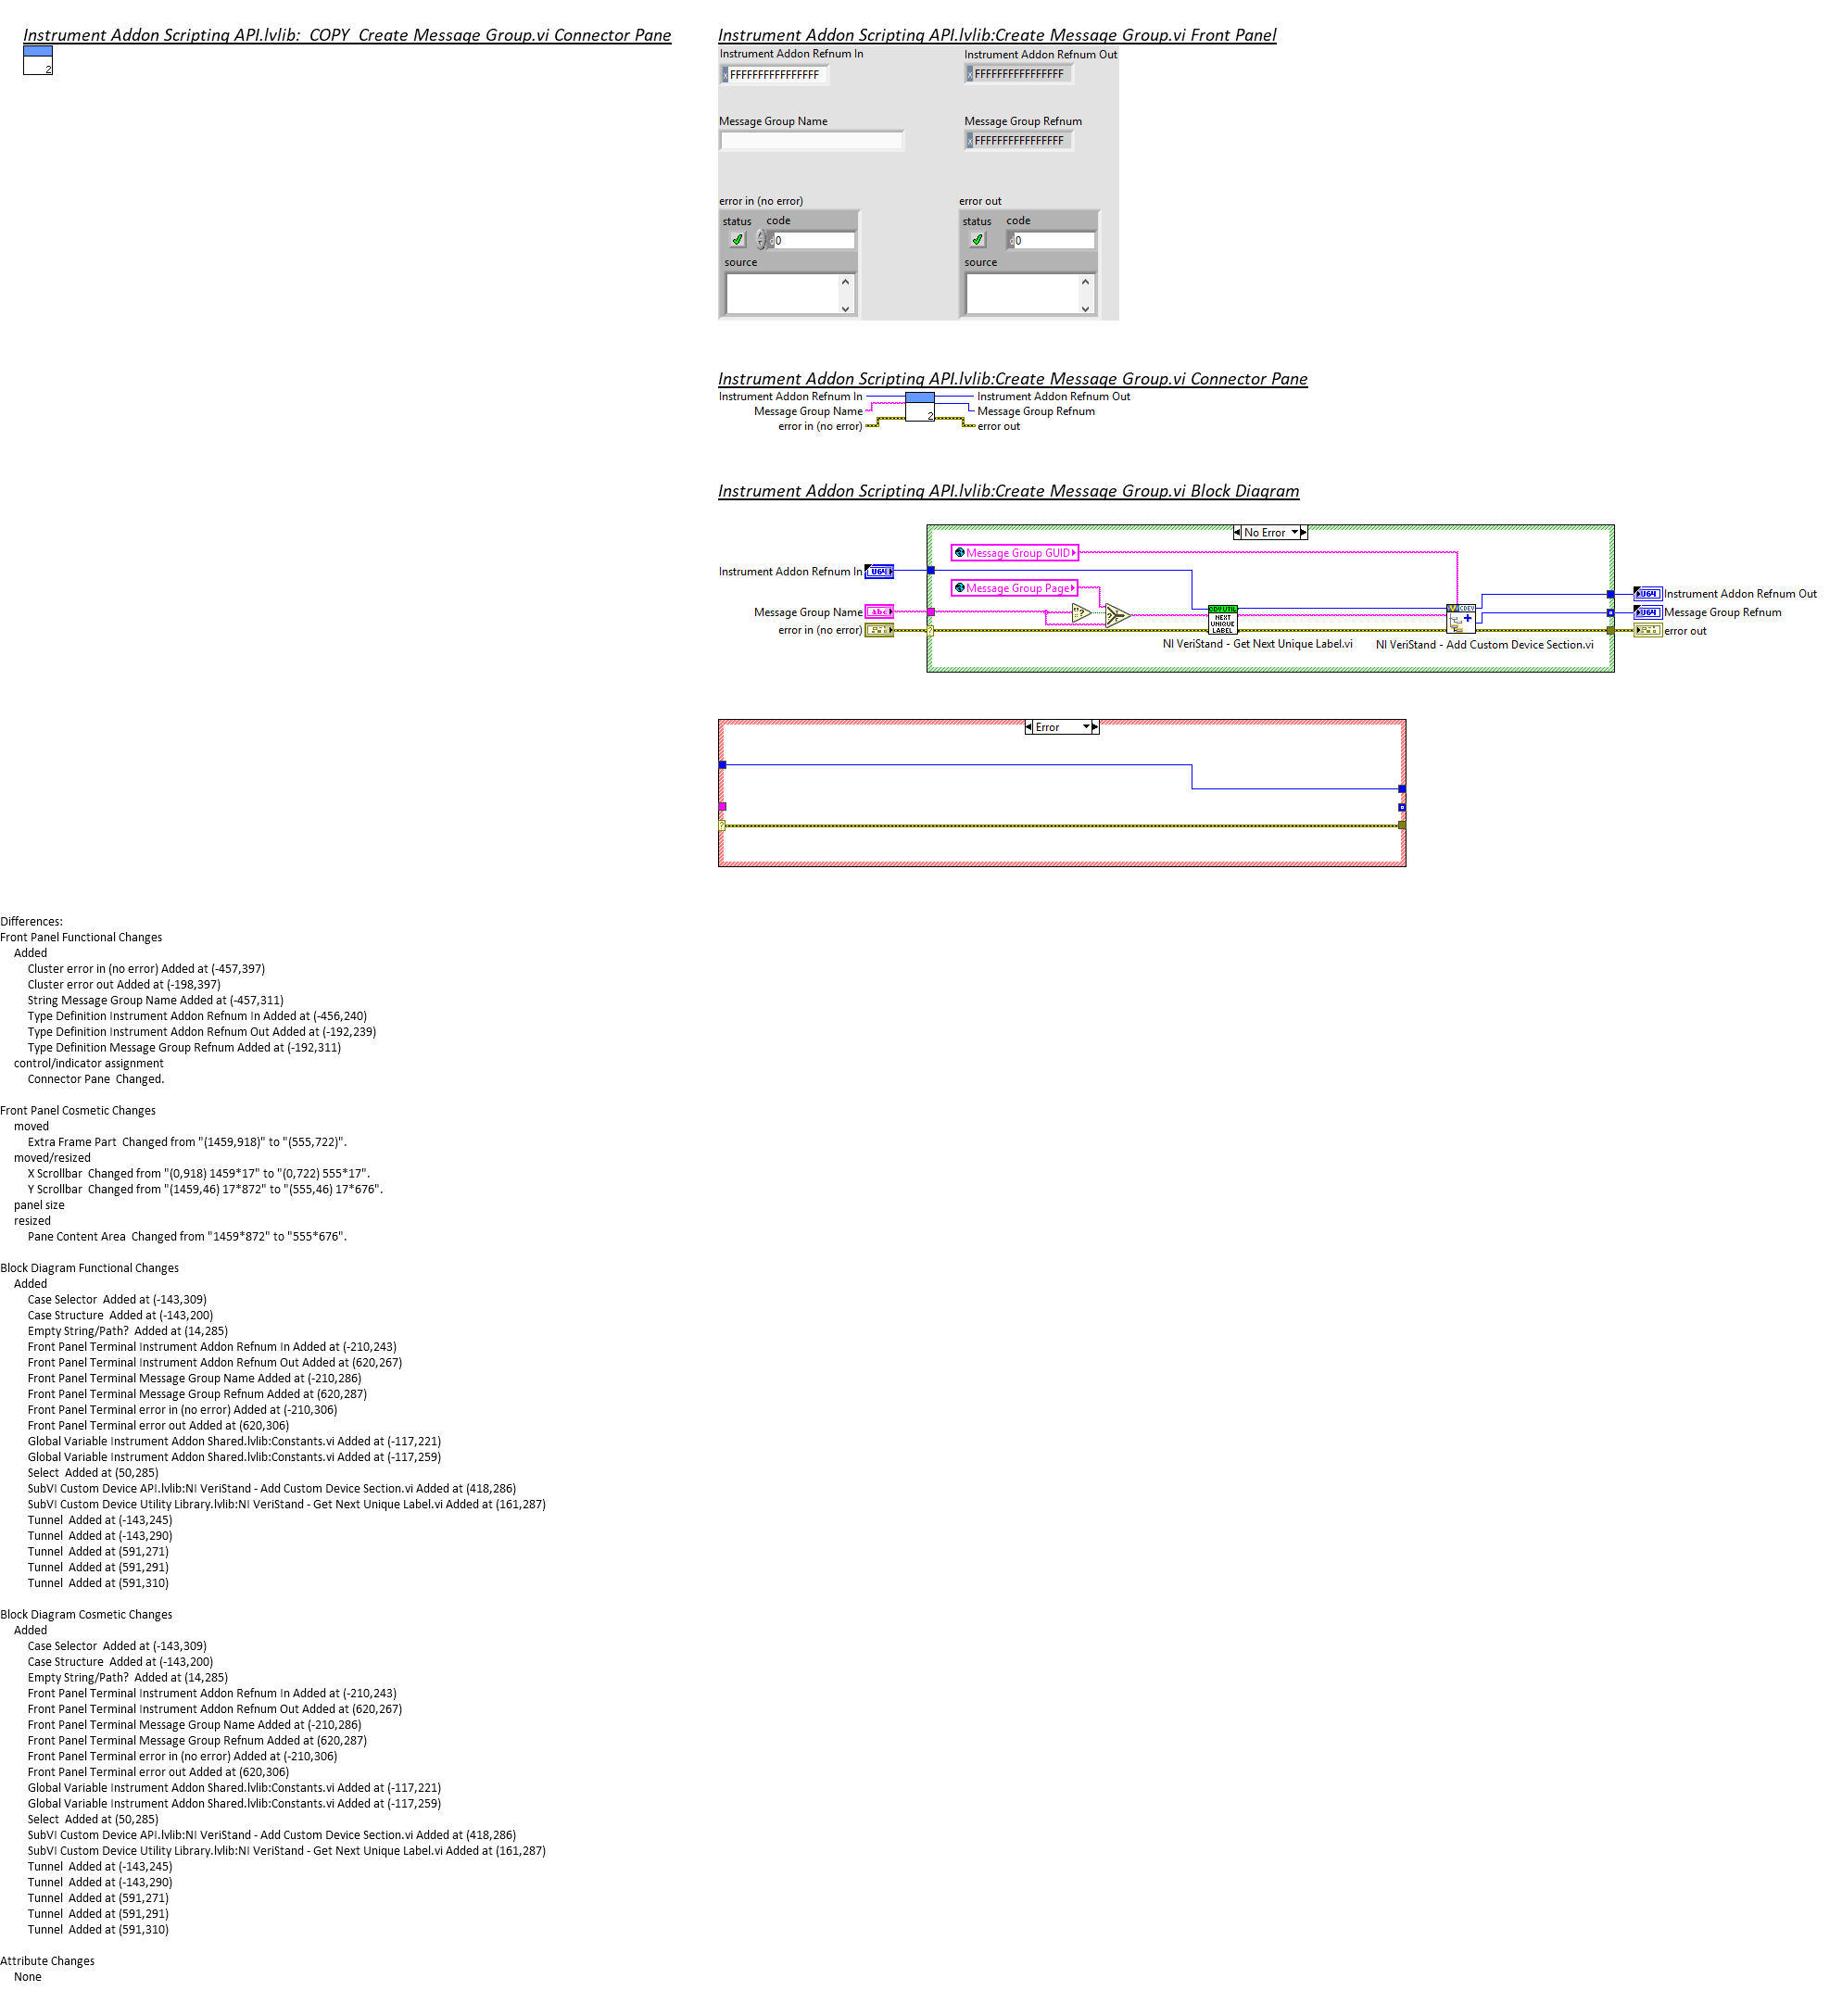 Instrument Addon Scripting API.lvlib:  COPY  Create Message Group.vi Connector Pane
2
Instrument Addon Scripting API.lvlib:Create Message Group.vi Front Panel
Instrument Addon Refnum In
Instrument Addon Refnum Out
x FFFFFFFFFFFFFFFF
x FFFFFFFFFFFFFFFF
Message Group Name
Message Group Refnum
x FFFFFFFFFFFFFFFF
error in (no error)
error out
status code
status code
d 0
d 0
source
source
Instrument Addon Scripting API.lvlib:Create Message Group.vi Connector Pane
Instrument Addon Refnum In
Instrument Addon Refnum Out
Message Group Name
2
Message Group Refnum
error in (no error)
error out
Instrument Addon Scripting API.lvlib:Create Message Group.vi Block Diagram
No Error
Message Group GUID
Instrument Addon Refnum In
U64
Message Group Page
U64
Instrument Addon Refnum Out
Message Group Name
abc
NEXT
UNIQUE
LABEL
CDEV
U64
Message Group Refnum
error in (no error)
error out
NI VeriStand - Get Next Unique Label.vi
NI VeriStand - Add Custom Device Section.vi
Error
Differences:
Front Panel Functional Changes
Added
Cluster error in (no error) Added at (-457,397)
Cluster error out Added at (-198,397)
String Message Group Name Added at (-457,311)
Type Definition Instrument Addon Refnum In Added at (-456,240)
Type Definition Instrument Addon Refnum Out Added at (-192,239)
Type Definition Message Group Refnum Added at (-192,311)
control/indicator assignment
Connector Pane  Changed.
Front Panel Cosmetic Changes
moved
Extra Frame Part  Changed from "(1459,918)" to "(555,722)".
moved/resized
X Scrollbar  Changed from "(0,918) 1459*17" to "(0,722) 555*17".
Y Scrollbar  Changed from "(1459,46) 17*872" to "(555,46) 17*676".
panel size
resized
Pane Content Area  Changed from "1459*872" to "555*676".
Block Diagram Functional Changes
Added
Case Selector  Added at (-143,309)
Case Structure  Added at (-143,200)
Empty String/Path?  Added at (14,285)
Front Panel Terminal Instrument Addon Refnum In Added at (-210,243)
Front Panel Terminal Instrument Addon Refnum Out Added at (620,267)
Front Panel Terminal Message Group Name Added at (-210,286)
Front Panel Terminal Message Group Refnum Added at (620,287)
Front Panel Terminal error in (no error) Added at (-210,306)
Front Panel Terminal error out Added at (620,306)
Global Variable Instrument Addon Shared.lvlib:Constants.vi Added at (-117,221)
Global Variable Instrument Addon Shared.lvlib:Constants.vi Added at (-117,259)
Select  Added at (50,285)
SubVI Custom Device API.lvlib:NI VeriStand - Add Custom Device Section.vi Added at (418,286)
SubVI Custom Device Utility Library.lvlib:NI VeriStand - Get Next Unique Label.vi Added at (161,287)
Tunnel  Added at (-143,245)
Tunnel  Added at (-143,290)
Tunnel  Added at (591,271)
Tunnel  Added at (591,291)
Tunnel  Added at (591,310)
Block Diagram Cosmetic Changes
Added
Case Selector  Added at (-143,309)
Case Structure  Added at (-143,200)
Empty String/Path?  Added at (14,285)
Front Panel Terminal Instrument Addon Refnum In Added at (-210,243)
Front Panel Terminal Instrument Addon Refnum Out Added at (620,267)
Front Panel Terminal Message Group Name Added at (-210,286)
Front Panel Terminal Message Group Refnum Added at (620,287)
Front Panel Terminal error in (no error) Added at (-210,306)
Front Panel Terminal error out Added at (620,306)
Global Variable Instrument Addon Shared.lvlib:Constants.vi Added at (-117,221)
Global Variable Instrument Addon Shared.lvlib:Constants.vi Added at (-117,259)
Select  Added at (50,285)
SubVI Custom Device API.lvlib:NI VeriStand - Add Custom Device Section.vi Added at (418,286)
SubVI Custom Device Utility Library.lvlib:NI VeriStand - Get Next Unique Label.vi Added at (161,287)
Tunnel  Added at (-143,245)
Tunnel  Added at (-143,290)
Tunnel  Added at (591,271)
Tunnel  Added at (591,291)
Tunnel  Added at (591,310)
Attribute Changes
None